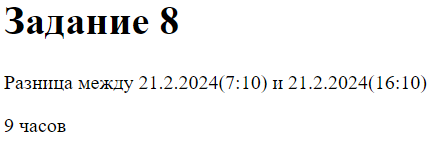 Задание 8
Разница между 21.2.2024(7:10) и 21.2.2024(16:10)
9 часов